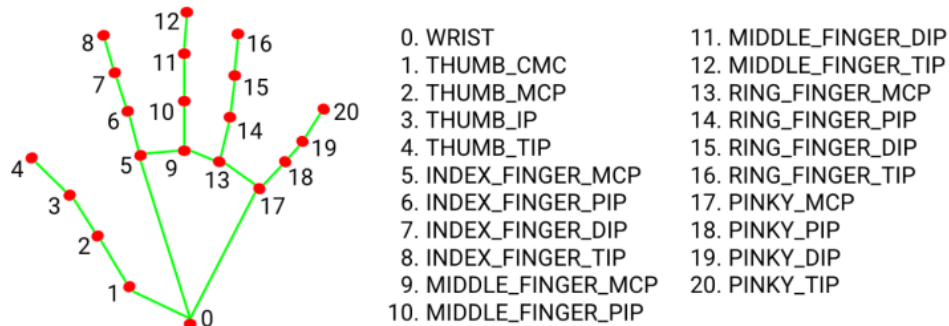 12
8
16
11
7
15
10
6
14
20
4
5
9
13
19
18
3
17
2
1
0
0. WRIST
1. THUMB_CMC
2. THUMB_MCP
3. THUMB_IP
4. THUMB_TIP
5. INDEX_FINGER_MCP
6. INDEX_FINGER_PIP
7. INDEX_FINGER_DIP
8. INDEX_FINGER_TIP
9. MIDDLE_FINGER_MCP
10. MIDDLE_FINGER_PIP
11. MIDDLE_FINGER_DIP
12. MIDDLE_FINGER_TIP
13. RING_FINGER_MCP
14. RING_FINGER_PIP
15. RING_FINGER_DIP
16. RING_FINGER_TIP
17. PINKY_MCP
18. PINKY_PIP
19. PINKY_DIP
20. PINKY_TIP